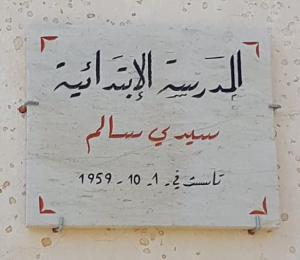 المدرسة الإبتدائية
سيدي سالم
تأسست في 1 - 10 - 1959